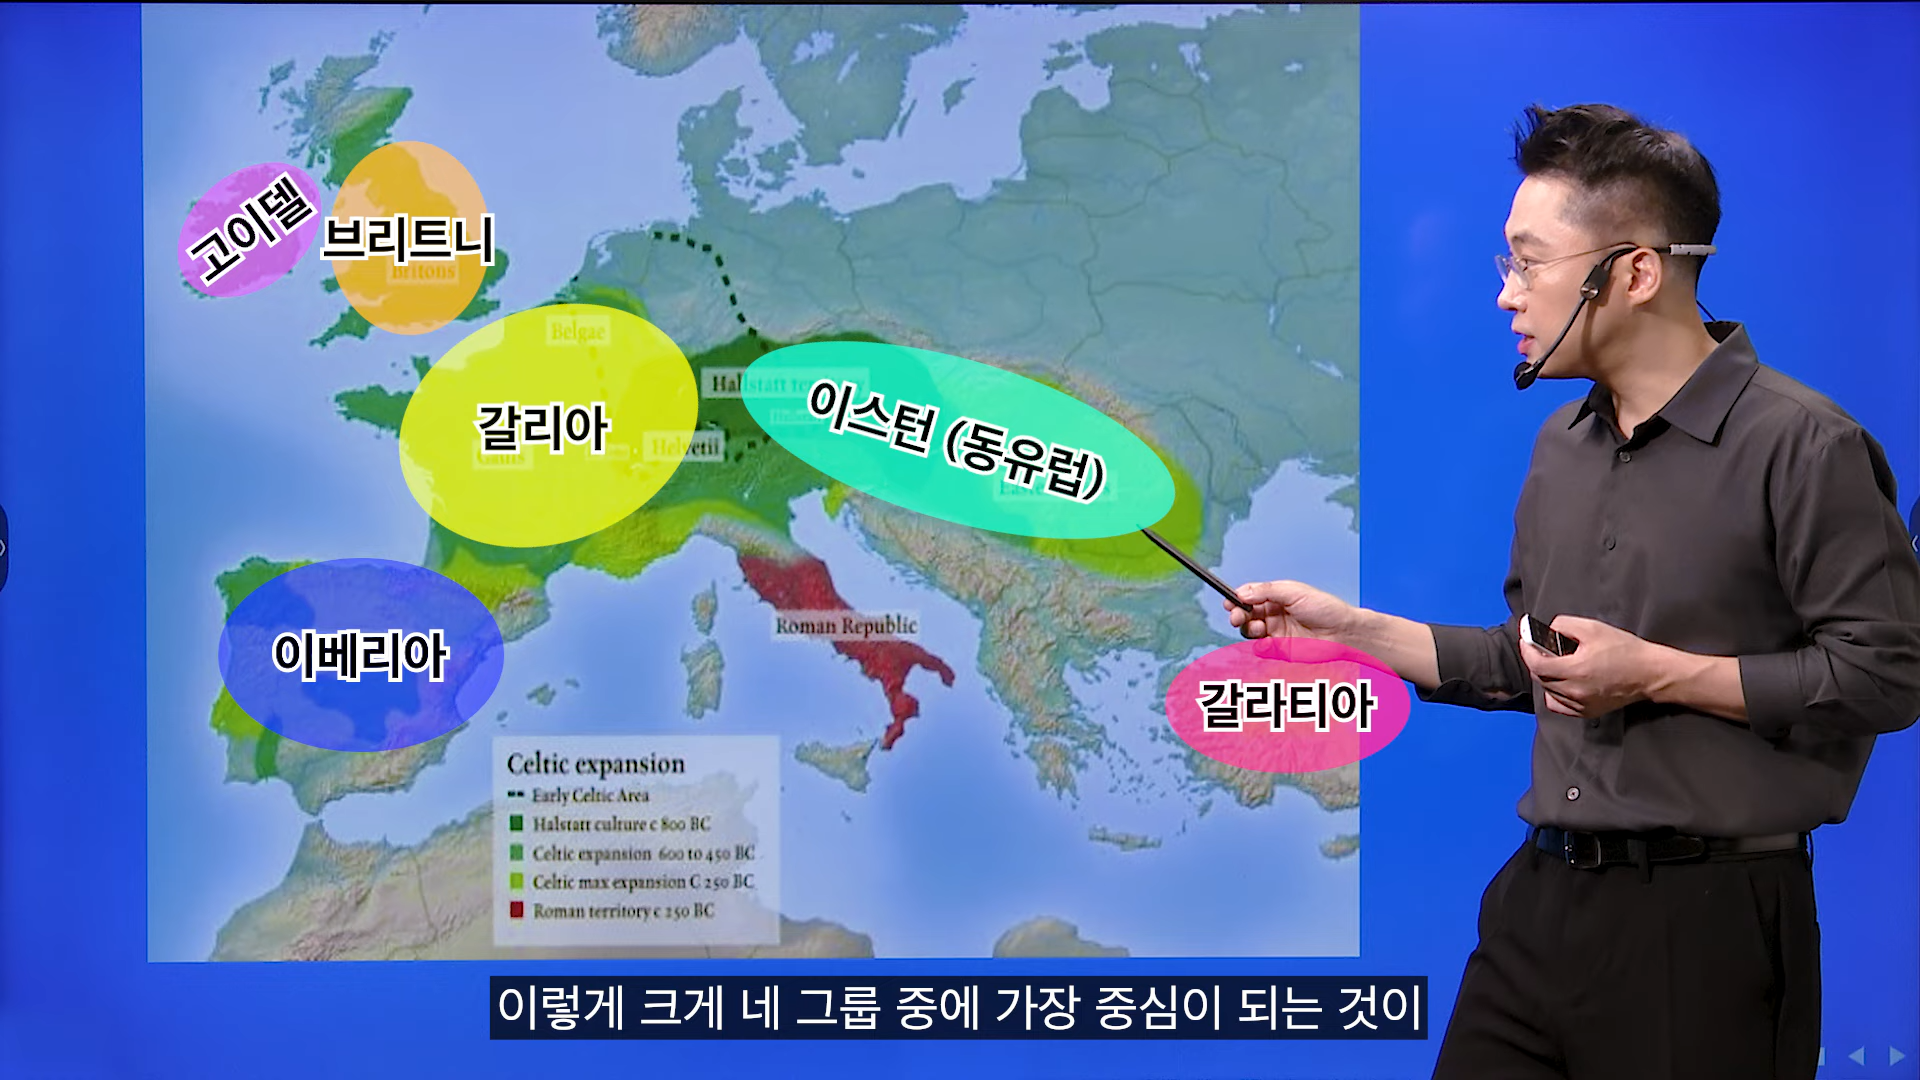 고이델
브리트니
Britons
Belgae
갈리아
Gauls
Helvetii
Hallstatt territory
이스턴 (동유럽)
이베리아
Roman Republic
갈라티아
Celtic expansion
Early Celtic Area
Halstatt culture c 800 BC
Celtic expansion 600 to 450 BC
Celtic max expansion C 250 BC
Roman territory c 250 BC
이렇게 크게 네 그룹 중에 가장 중심이 되는 것이